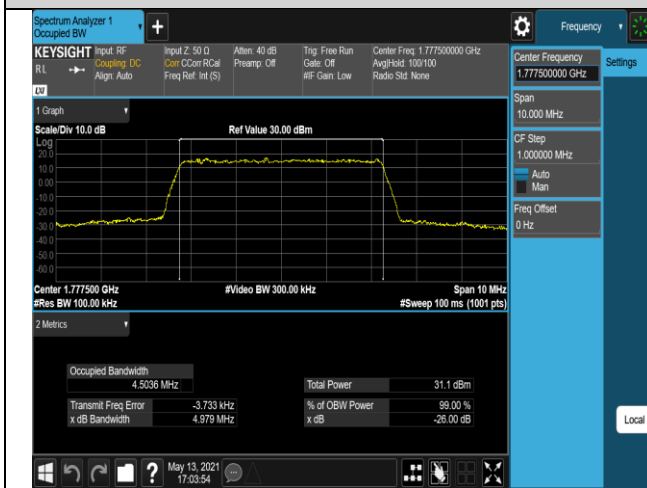 Spectrum Analyzer 1
Occupied BW
Frequency
KEYSIGHT
RL
LXI
Input: RF
Coupling: DC
Align: Auto
Input Z: 50 Ω
Corr CCorr RCal
Freq Ref: Int (S)
Atten: 40 dB
Preamp: Off
Trig: Free Run
Gate: Off
#IF Gain: Low
Center Freq: 1.777500000 GHz
Avg|Hold: 100/100
Radio Std: None
Center Frequency
1.777500000 GHz
Settings
Span
10.000 MHz
CF Step
1.000000 MHz
Auto
Man
Freq Offset
0 Hz
Local
1 Graph
Scale/Div 10.0 dB
Ref Value 30.00 dBm
Log
20.0
10.0
0.00
-10.0
-20.0
-30.0
-40.0
-50.0
-60.0
Center 1.777500 GHz
#Video BW 300.00 kHz
Span 10 MHz
#Res BW 100.00 kHz
#Sweep 100 ms (1001 pts)
2 Metrics
Occupied Bandwidth
4.5036 MHz
Total Power 31.1 dBm
Transmit Freq Error -3.733 kHz
% of OBW Power 99.00 %
x dB Bandwidth 4.979 MHz
x dB -26.00 dB
?
May 13, 2021
17:03:54